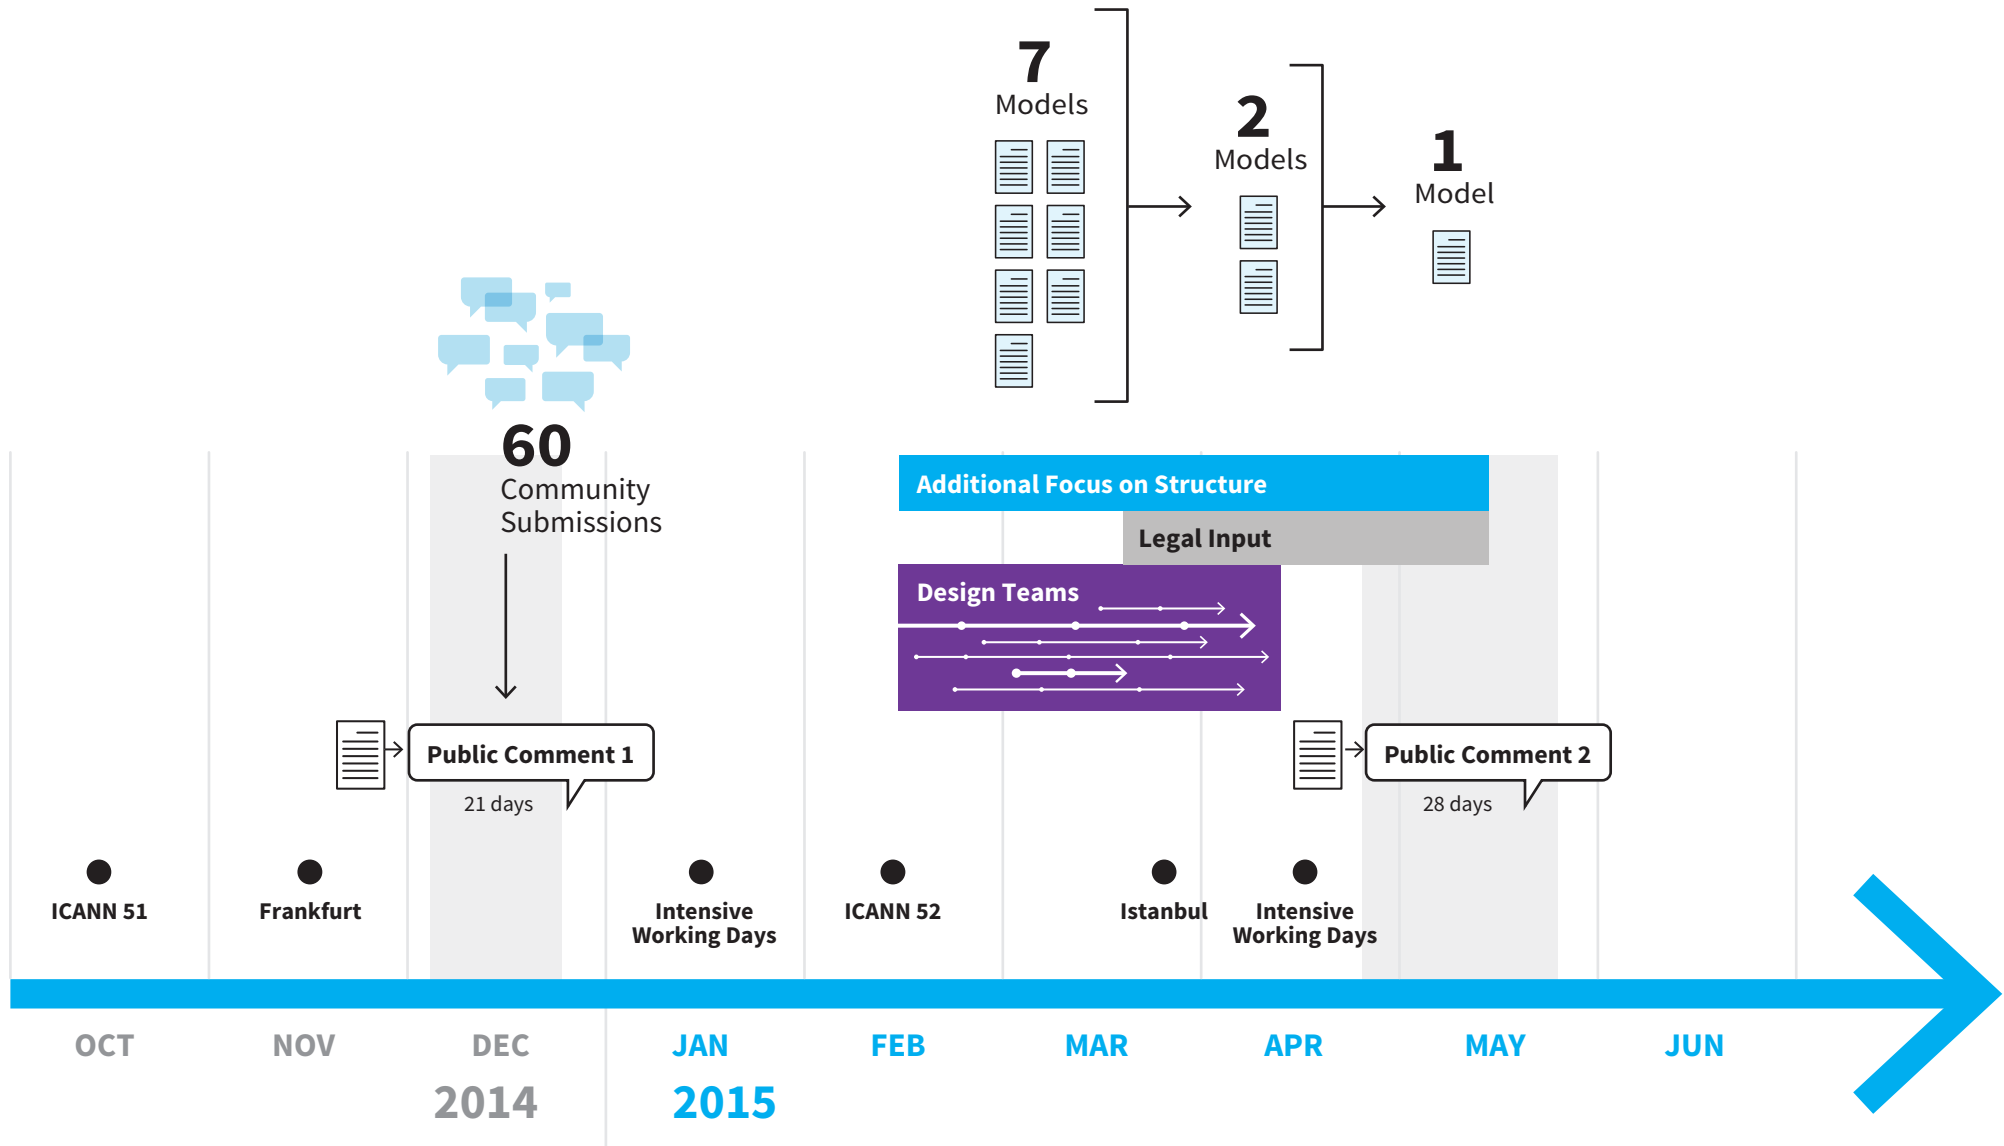 7
Models
2
Models
1
Model
60
Community
Submissions
Additional Focus on Structure
Legal Input
Design Teams
Public Comment 1
21 days
Public Comment 2
28 days
ICANN 51
Frankfurt
Intensive
Working Days
ICANN 52
Istanbul
Intensive
Working Days
OCT
NOV
DEC
JAN
FEB
MAR
APR
MAY
JUN
2014
2015